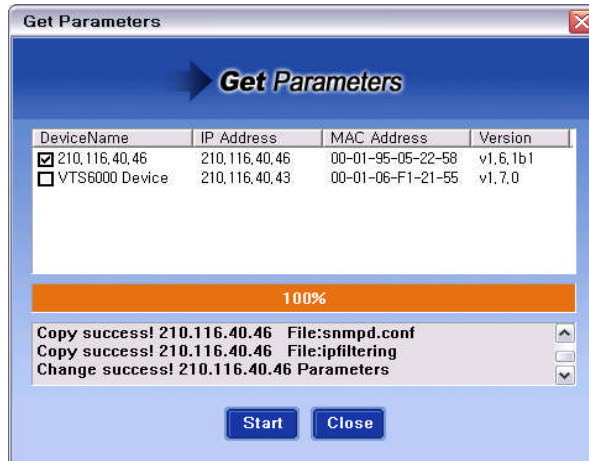 Get Parameters
Get Parameters
DeviceName IP Address MAC Address Version
210,116,40,46 210,116,40,46 00-01-95-05-22-58 v1,6,1b1
VTS6000 Device 210,116,40,43 00-01-06-F1-21-55 v1,7,0
100%
Copy success! 210.116.40.46 File:snmpd.conf
Copy success! 210.116.40.46 File:ipfiltering
Change success! 210.116.40.46 Parameters
Start Close